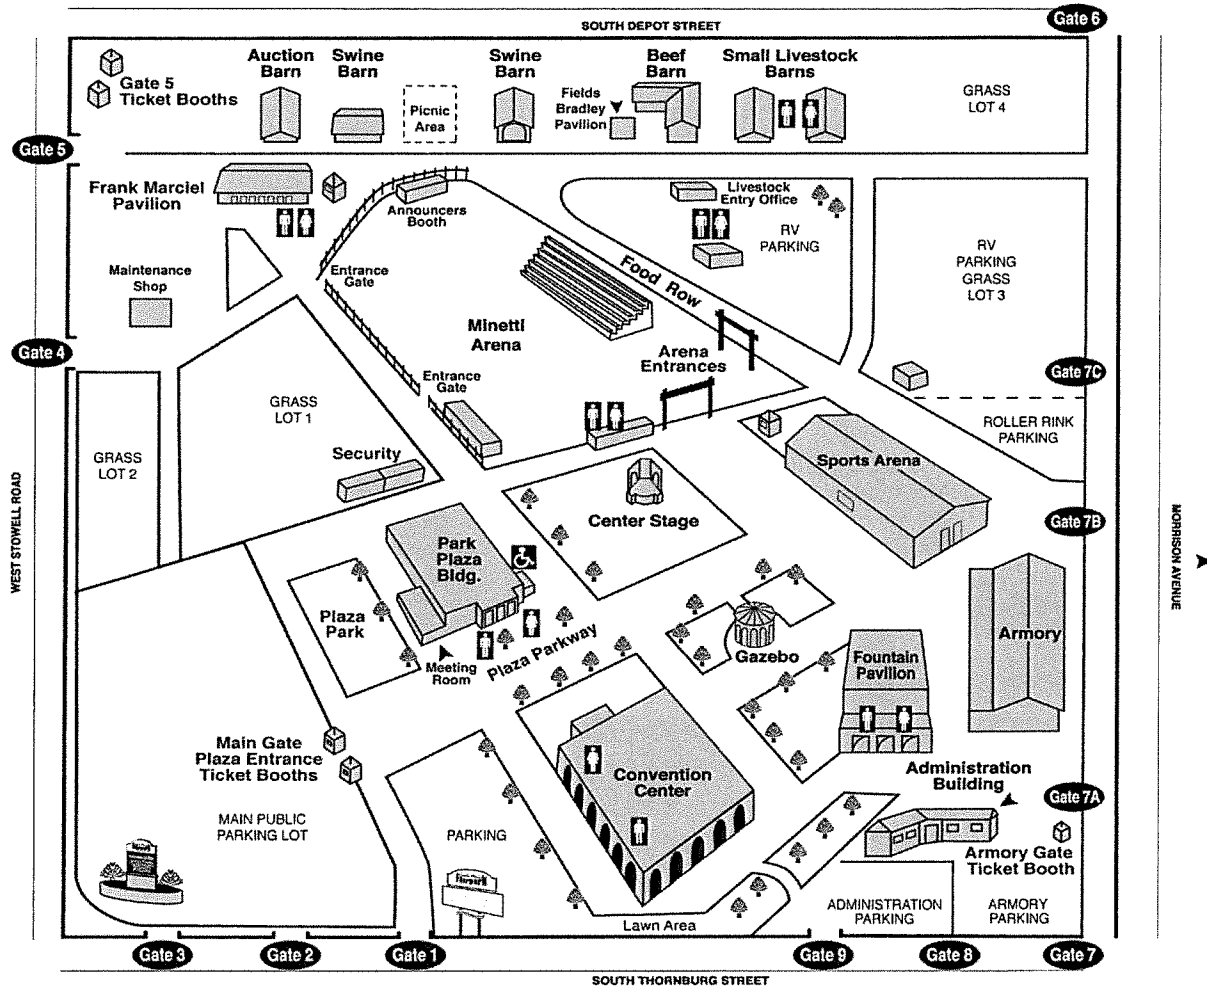 SOUTH DEPOT STREET
Gate 6
Auction
Barn
Swine
Barn
Swine
Barn
Beef
Barn
Small Livestock
Barns
Gate 5
Ticket Booths
Picnic
Area
Fields
Bradley
Pavilion
GRASS
LOT 4
Gate 5
Frank Marciel
Pavilion
Announcers
Booth
Livestock
Entry Office
RV
PARKING
RV
PARKING
GRASS
LOT 3
Maintenance
Shop
Entrance
Gate
Food Row
Minetti
Arena
Arena
Entrances
Gate 4
Entrance
Gate
Gate 7C
GRASS
LOT 1
ROLLER RINK
PARKING
GRASS
LOT 2
Security
Sports Arena
Center Stage
Gate 7B
WEST STOWELL ROAD
MORRISON AVENUE
Park
Plaza
Bldg.
Plaza
Park
Meeting
Room
Plaza Parkway
Gazebo
Armory
Fountain
Pavilion
Main Gate
Plaza Entrance
Ticket Booths
Convention
Center
Administration
Building
Gate 7A
MAIN PUBLIC
PARKING LOT
PARKING
Armory Gate
Ticket Booth
ADMINISTRATION
PARKING
ARMORY
PARKING
Lawn Area
Gate 3
Gate 2
Gate 1
Gate 9
Gate 8
Gate 7
SOUTH THORNBURG STREET